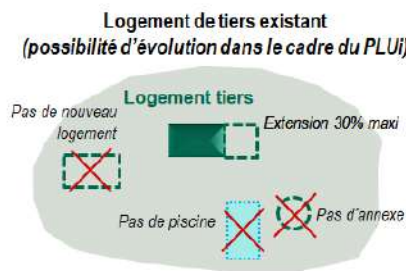 Logement de tiers existant
(possibilité d'évolution dans le cadre du PLUi)
Pas de nouveau
logement
Logement tiers
Extension 30% maxi
Pas de piscine
Pas d'annexe